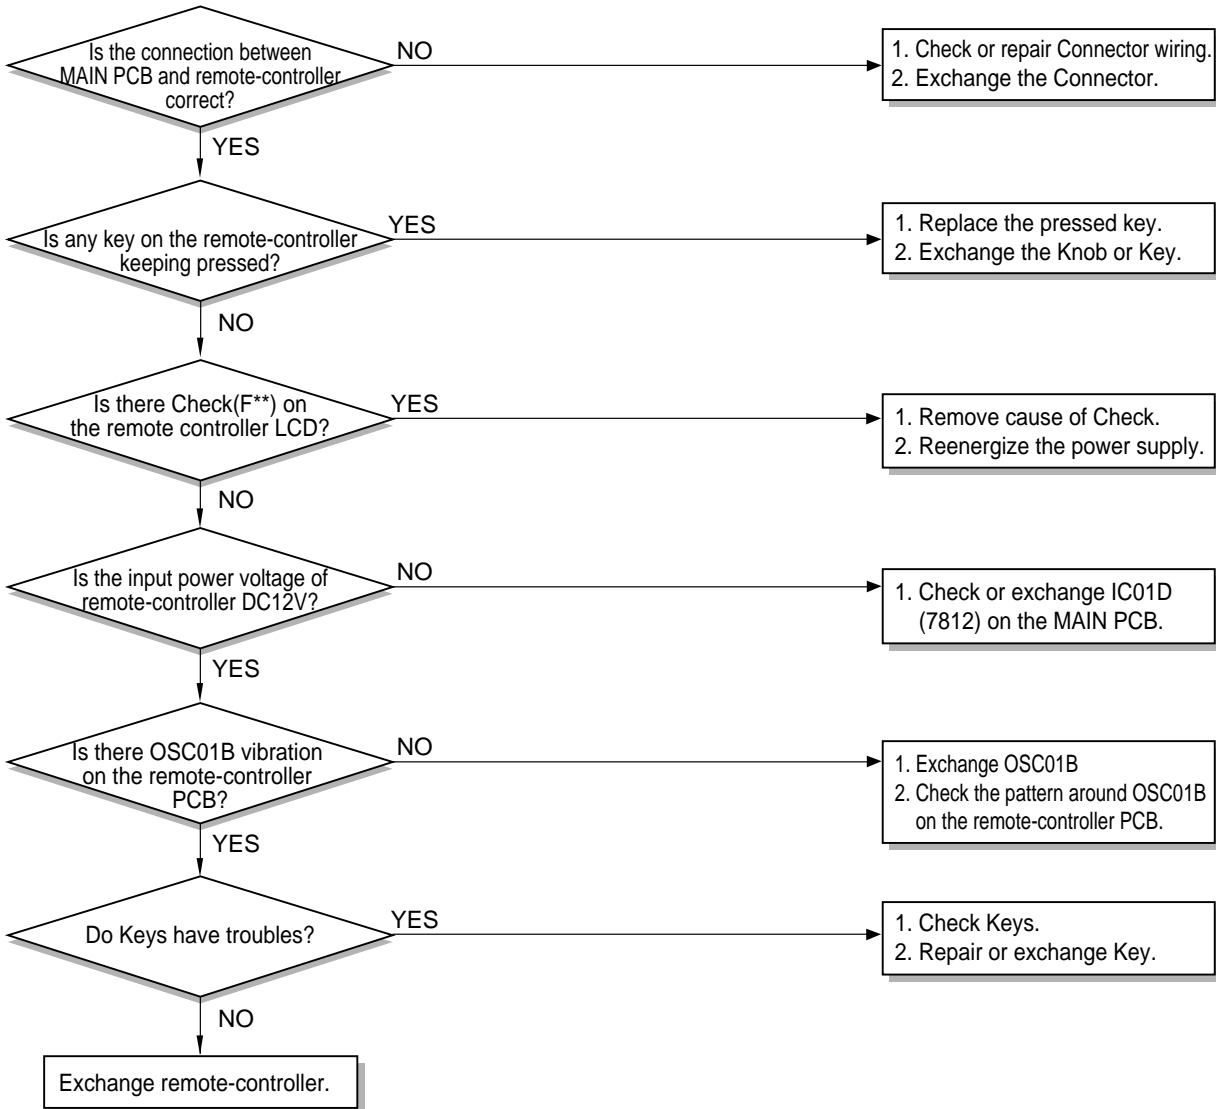 Is the connection between
MAIN PCB and remote-controller
correct?
NO
1. Check or repair Connector wiring.
2. Exchange the Connector.
YES
Is any key on the remote-controller
keeping pressed?
YES
1. Replace the pressed key.
2. Exchange the Knob or Key.
NO
Is there Check(F**) on
the remote controller LCD?
YES
1. Remove cause of Check.
2. Reenergize the power supply.
NO
Is the input power voltage of
remote-controller DC12V?
NO
1. Check or exchange IC01D
(7812) on the MAIN PCB.
YES
Is there OSC01B vibration
on the remote-controller
PCB?
NO
1. Exchange OSC01B
2. Check the pattern around OSC01B
on the remote-controller PCB.
YES
Do Keys have troubles?
YES
1. Check Keys.
2. Repair or exchange Key.
NO
Exchange remote-controller.